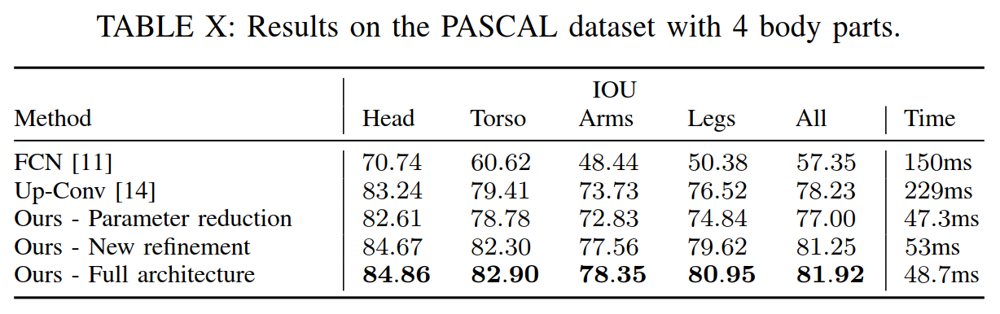 TABLE X: Results on the PASCAL dataset with 4 body parts.
IOU
Method Head Torso Arms Legs All Time
FCN [11] 70.74 60.62 48.44 50.38 57.35 150ms
Up-Conv [14] 83.24 79.41 73.73 76.52 78.23 229ms
Ours - Parameter reduction 82.61 78.78 72.83 74.84 77.00 47.3ms
Ours - New refinement 84.67 82.30 77.56 79.62 81.25 53ms
Ours - Full architecture 84.86 82.90 78.35 80.95 81.92 48.7ms